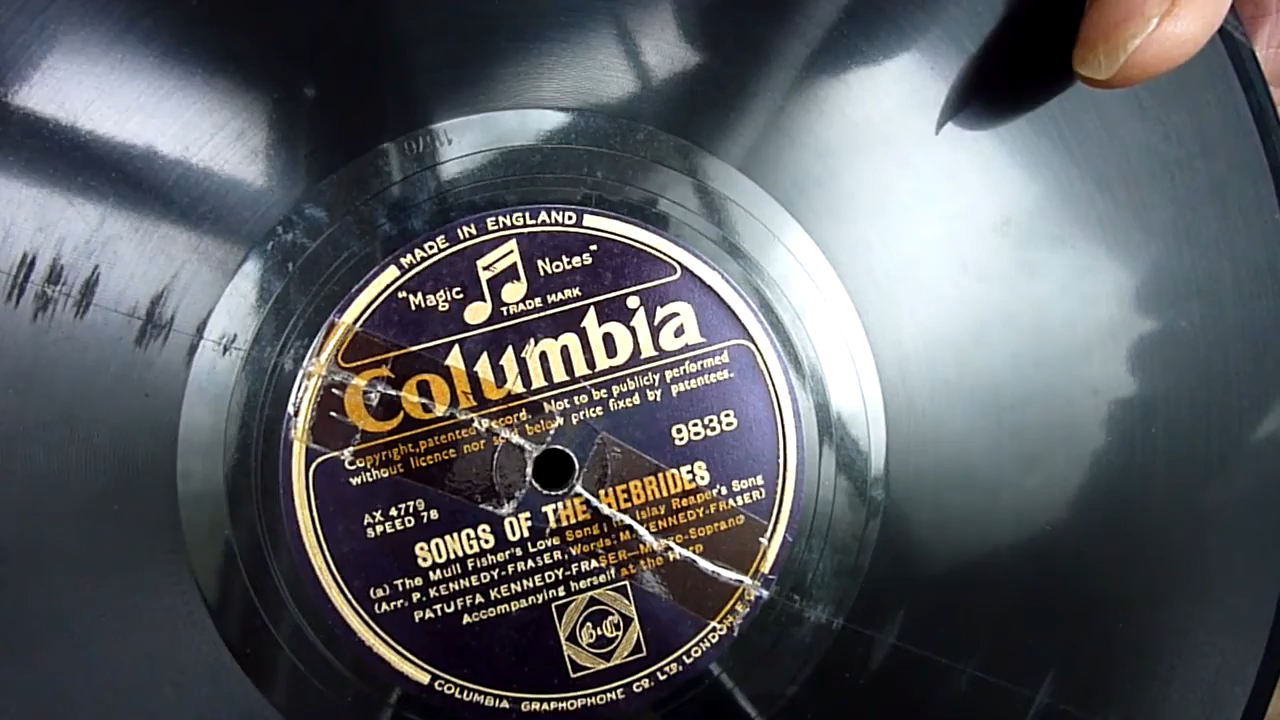 MADE IN ENGLAND
"Magic Notes"
TRADE MARK
Columbia
Copyright, patented Record. Not to be publicly performed
without licence nor sold below price fixed by patentees.
9838
AX 4779
SPEED 78
SONGS OF THE HEBRIDES
(a) The Mull Fisher's Love Song; Islay Reaper's Song
(Arr. P. KENNEDY-FRASER, Words: M. KENNEDY-FRASER)
PATUFFA KENNEDY-FRASER—Mezzo-Soprano
Accompanying herself at the Harp
COLUMBIA GRAPHOPHONE CO. LTD. LONDON. E.C.